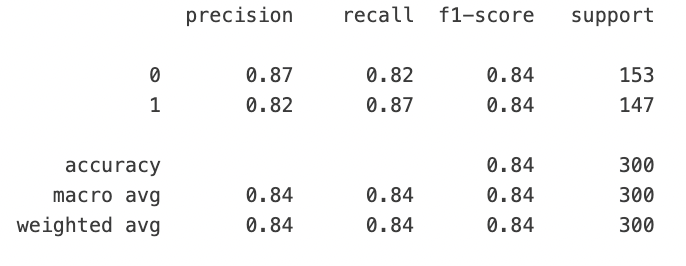 precision recall f1-score support
0 0.87 0.82 0.84 153
1 0.82 0.87 0.84 147
accuracy 0.84 300
macro avg 0.84 0.84 0.84 300
weighted avg 0.84 0.84 0.84 300